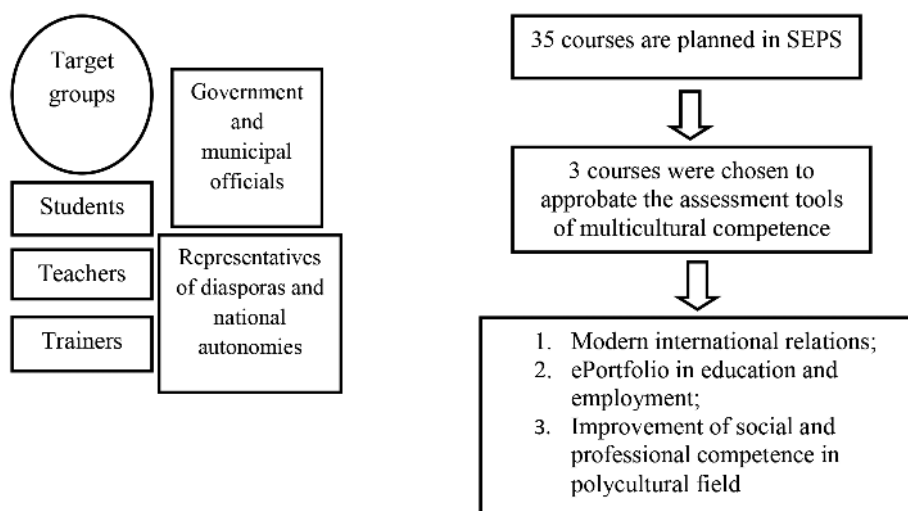 Target
groups
Students
Teachers
Trainers
Government
and
municipal
officials
Representatives
of diasporas and
national
autonomies
35 courses are planned in SEPS
3 courses were chosen to
approbate the assessment tools
of multicultural competence
1. Modern international relations;
2. ePortfolio in education and
employment;
3. Improvement of social and
professional competence in
polycultural field